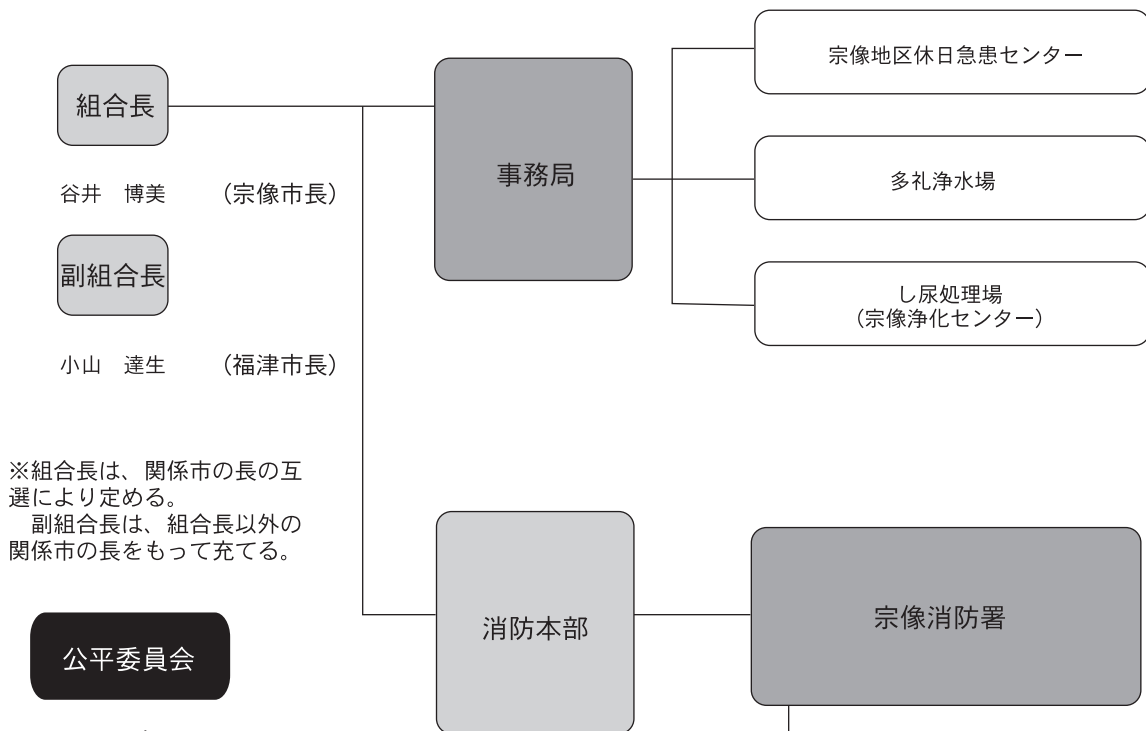 組合長
谷井　博美　（宗像市長）
副組合長
小山　達生　（福津市長）
※組合長は、関係市の長の互
選により定める。
　副組合長は、組合長以外の
関係市の長をもって充てる。
公平委員会
事務局
宗像地区休日急患センター
多礼浄水場
し尿処理場
（宗像浄化センター）
消防本部
宗像消防署